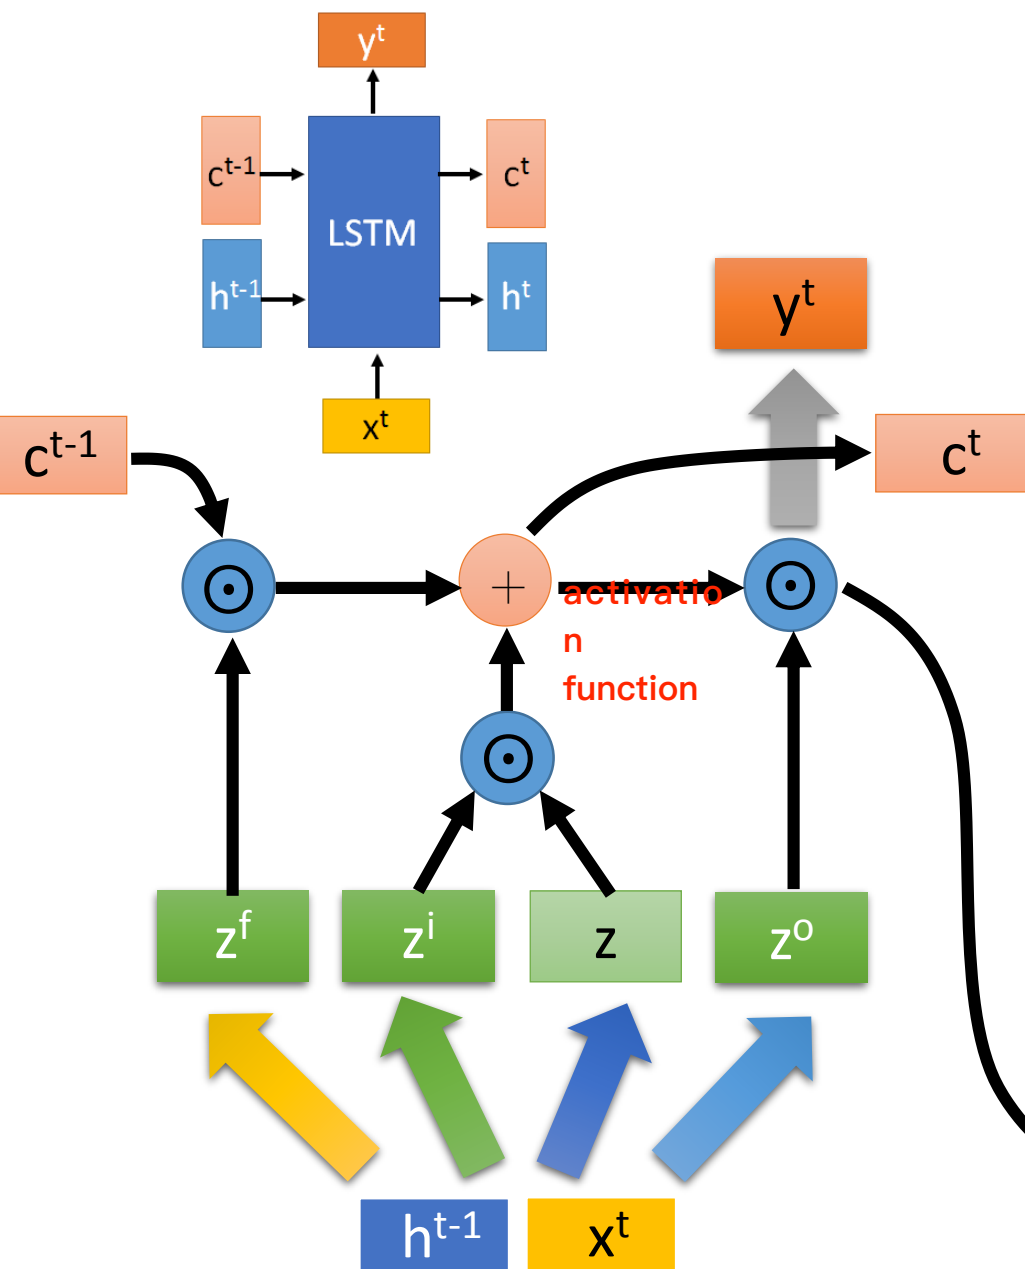 yᵗ
cᵗ⁻¹
cᵗ
LSTM
hᵗ⁻¹
hᵗ
xᵗ
yᵗ
cᵗ⁻¹
cᵗ
⊙
+
⊙
activatio
n
function
⊙
zᶠ
zⁱ
z
zᵒ
hᵗ⁻¹
xᵗ